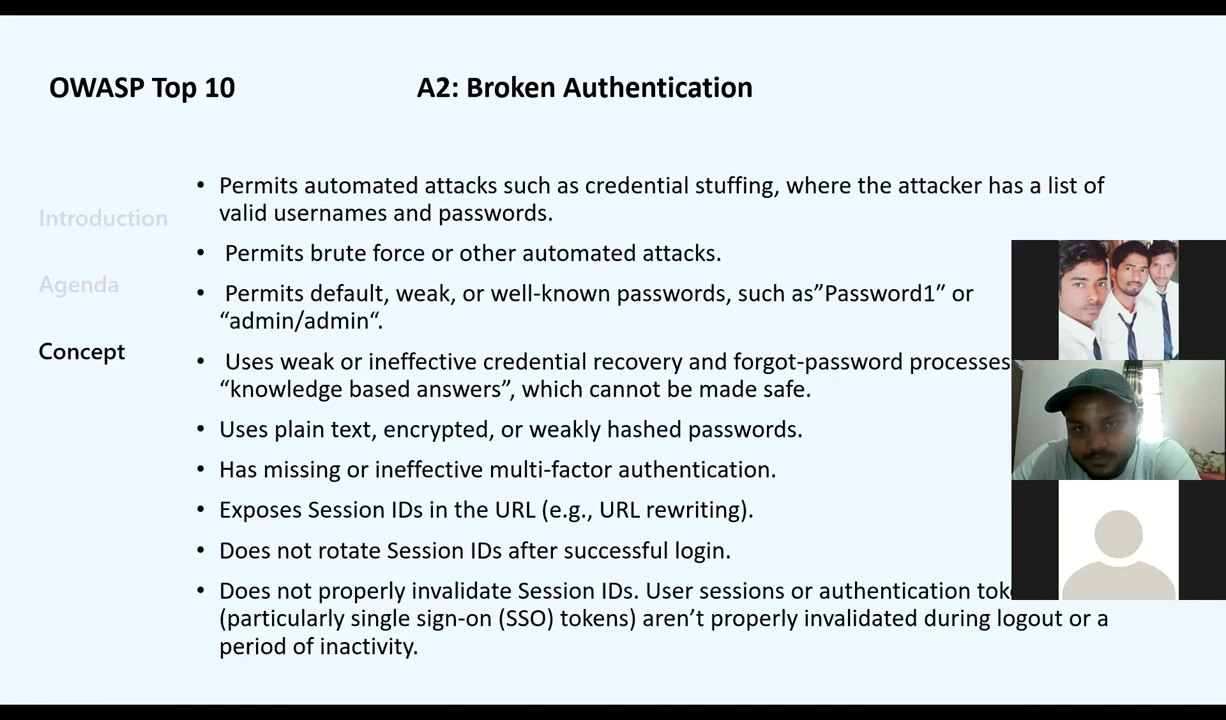 OWASP Top 10
A2: Broken Authentication
Introduction
Agenda
Concept
• Permits automated attacks such as credential stuffing, where the attacker has a list of
valid usernames and passwords.
• Permits brute force or other automated attacks.
• Permits default, weak, or well-known passwords, such as”Password1” or
“admin/admin“.
• Uses weak or ineffective credential recovery and forgot-password processes
“knowledge based answers”, which cannot be made safe.
• Uses plain text, encrypted, or weakly hashed passwords.
• Has missing or ineffective multi-factor authentication.
• Exposes Session IDs in the URL (e.g., URL rewriting).
• Does not rotate Session IDs after successful login.
• Does not properly invalidate Session IDs. User sessions or authentication
(particularly single sign-on (SSO) tokens) aren’t properly invalidated during logout or a
period of inactivity.